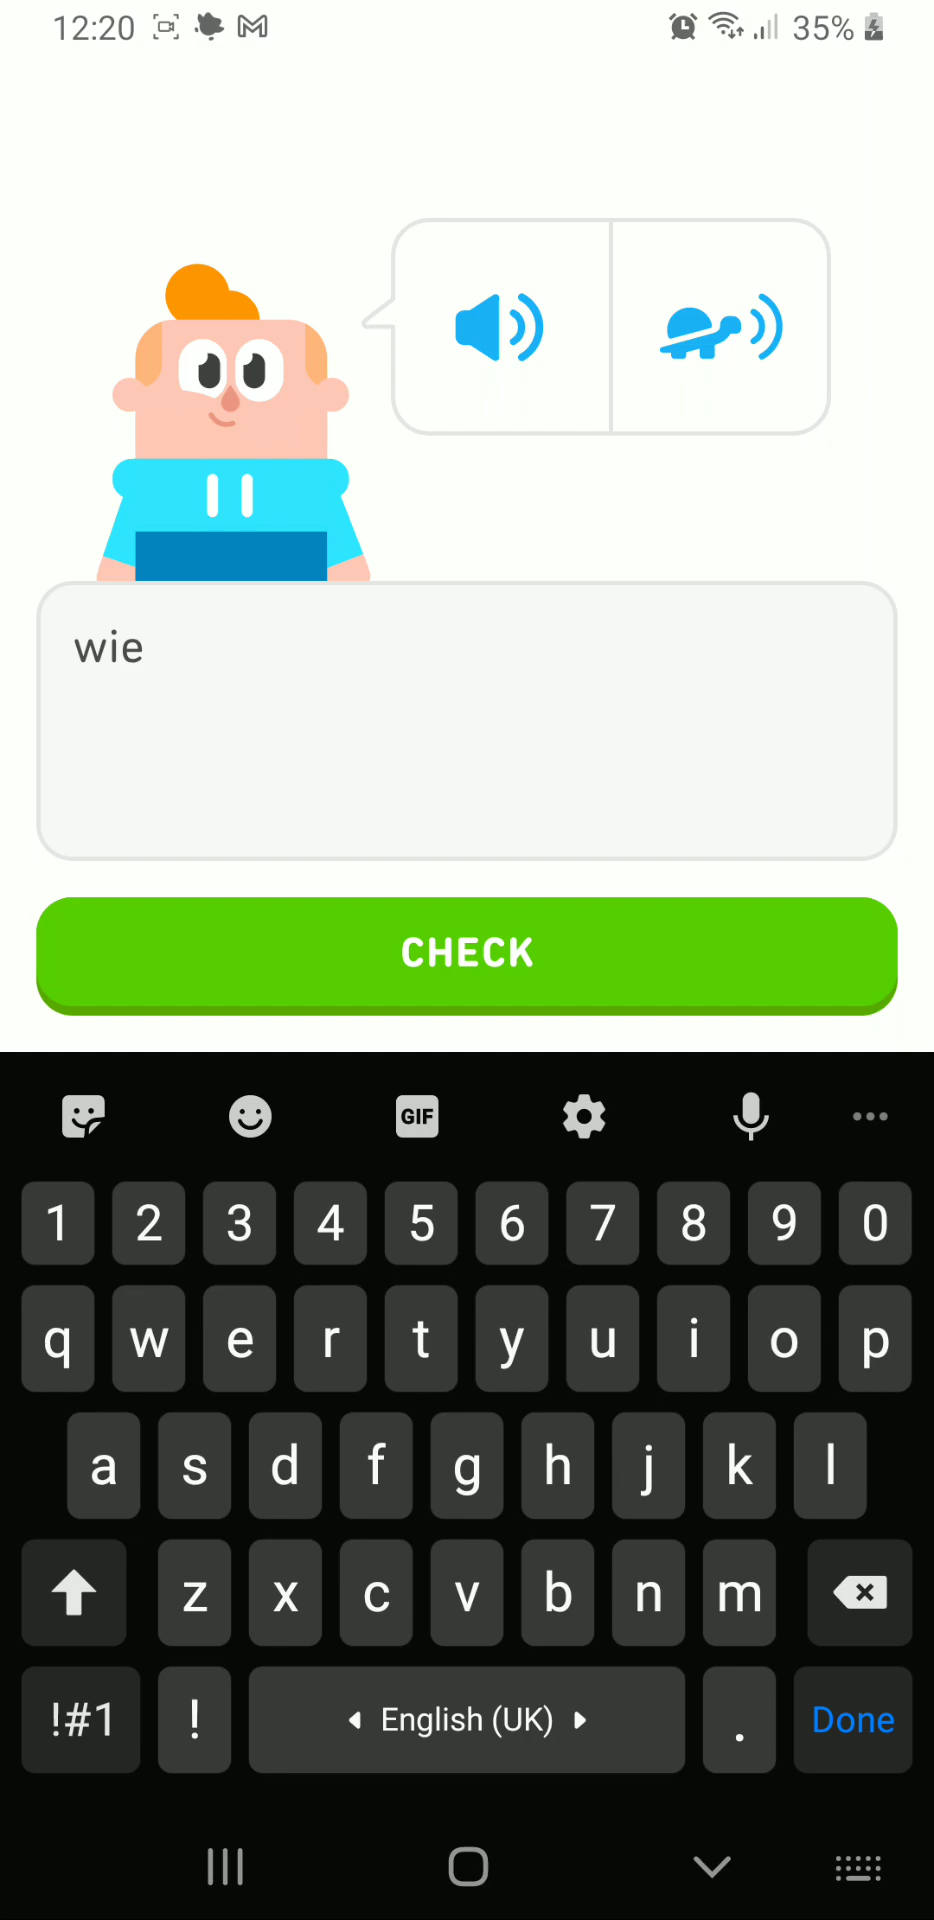 12:20 35%
wie
CHECK
GIF
1 2 3 4 5 6 7 8 9 0
q w e r t y u i o p
a s d f g h j k l
z x c v b n m
!#1 ! English (UK) . Done